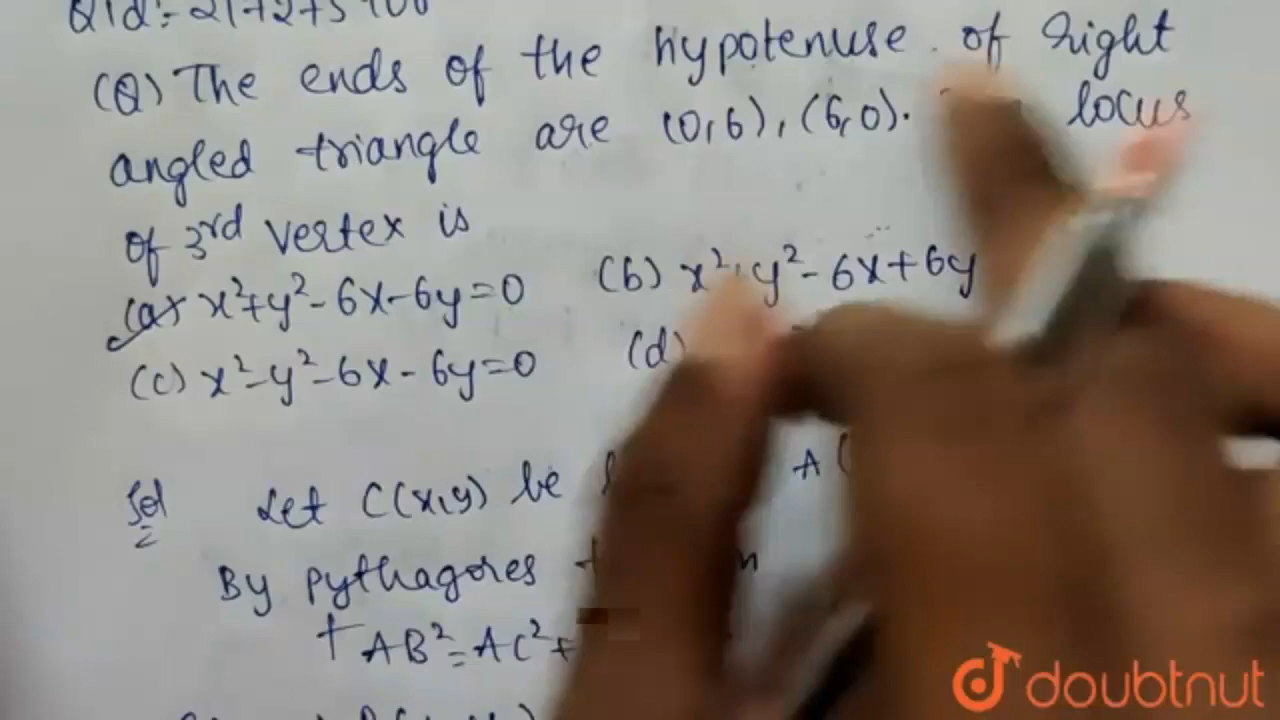 (Q) The ends of the hypotenuse of right
angled triangle are (0,6), (6,0). locus
of 3rd vertex is
(a) x²+y²-6x-6y=0 (b) x²+y²-6x+6y
(c) x²-y²-6x-6y=0 (d)
Sol Let C(x,y) be A(
By pythagores
AB²=AC²+
doubtnut